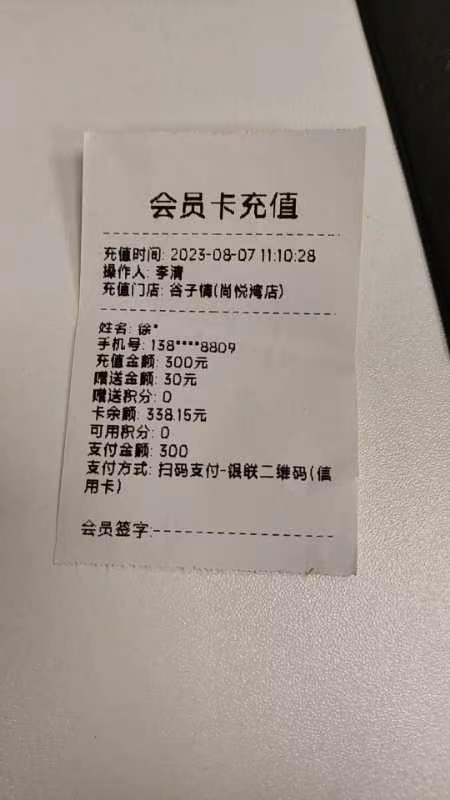 会员卡充值
充值时间: 2023-08-07 11:10:28
操作人: 李清
充值门店: 谷子倩(尚悦湾店)
姓名: 徐*
手机号: 138****8809
充值金额: 300元
赠送金额: 30元
赠送积分: 0
卡余额: 338.15元
可用积分: 0
支付金额: 300
支付方式: 扫码支付-银联二维码(信
用卡)
会员签字: